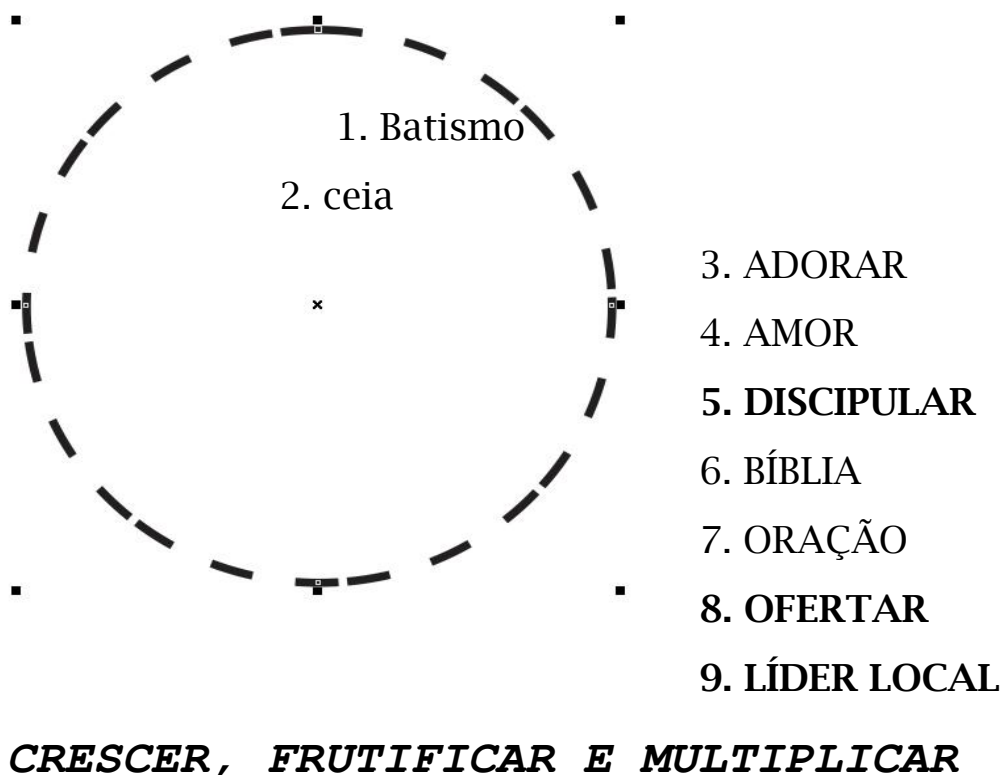 1. Batismo
2. ceia
3. ADORAR
4. AMOR
5. DISCIPULAR
6. BÍBLIA
7. ORAÇÃO
8. OFERTAR
9. LÍDER LOCAL
CRESCER, FRUTIFICAR E MULTIPLICAR